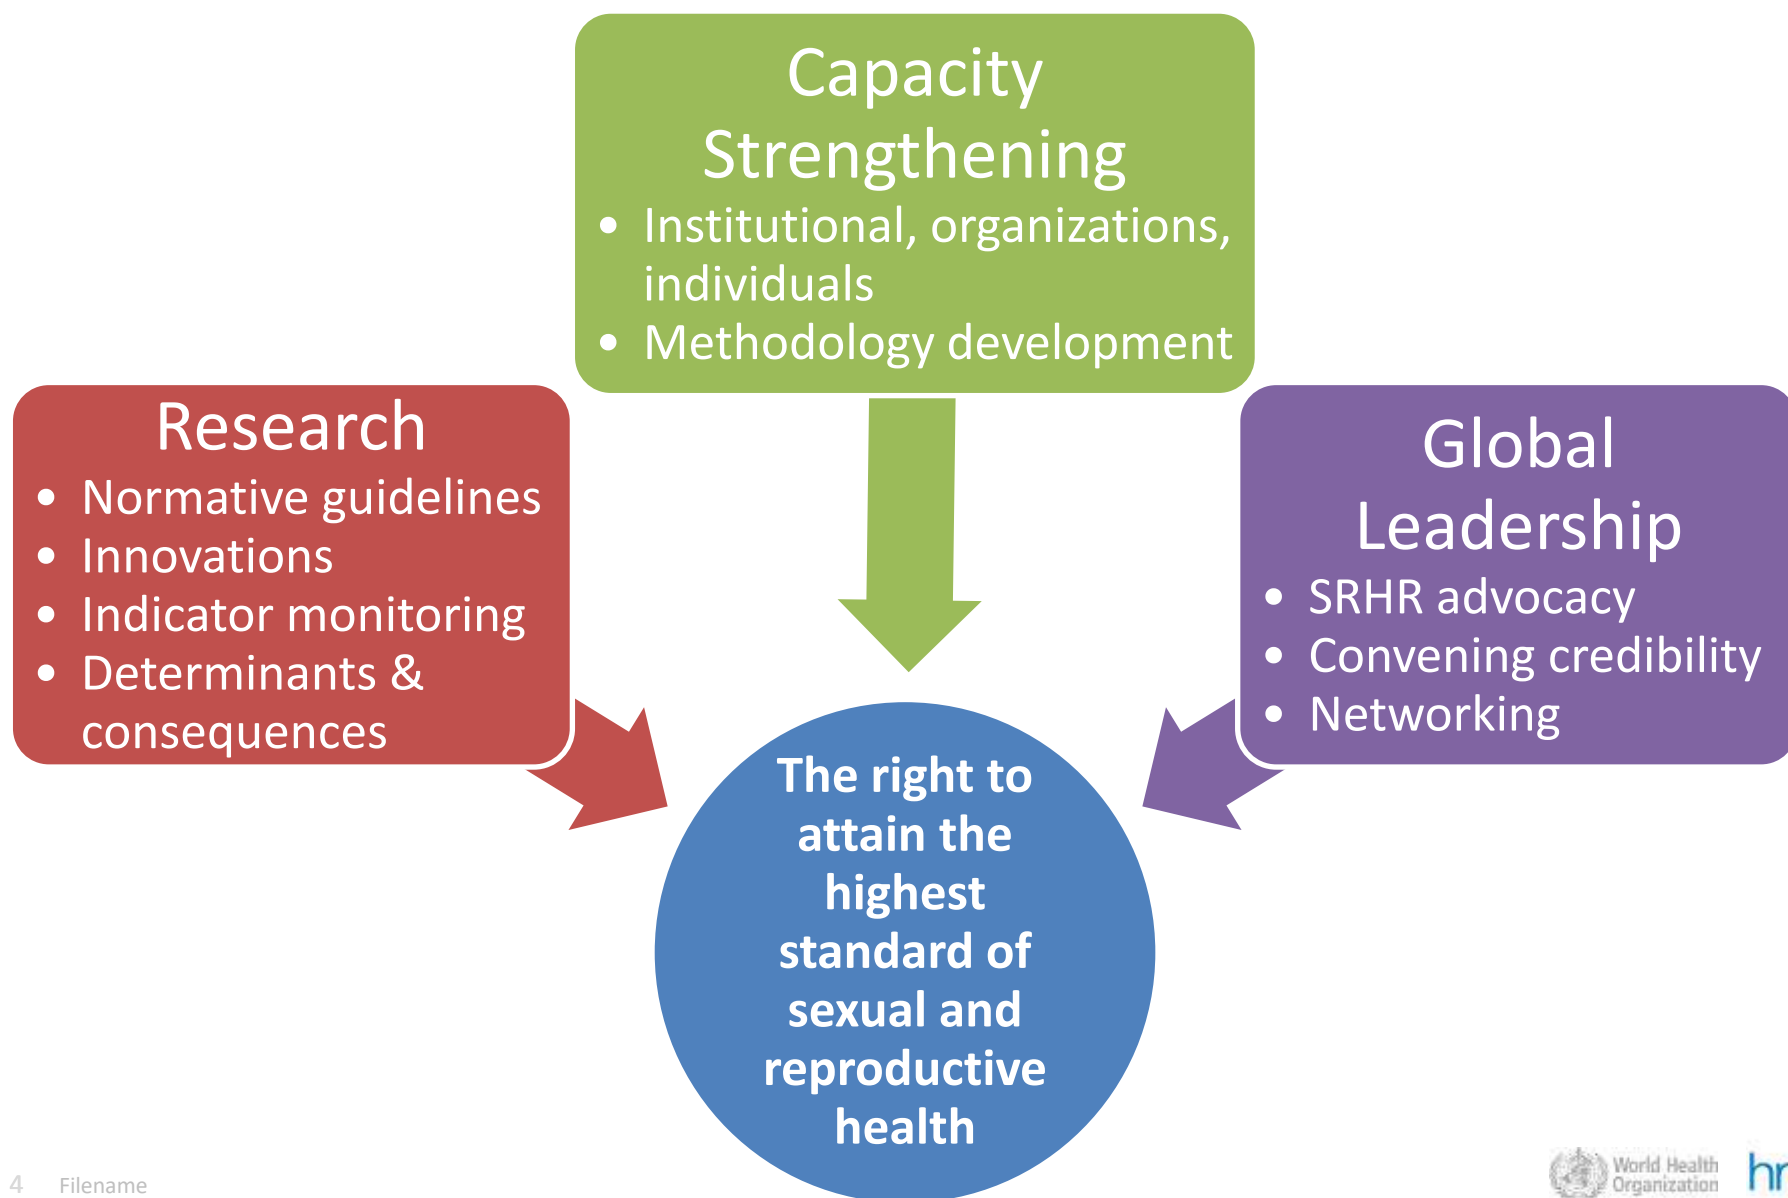 Capacity
Strengthening
• Institutional, organizations,
individuals
• Methodology development
Research
• Normative guidelines
• Innovations
• Indicator monitoring
• Determinants &
consequences
Global
Leadership
• SRHR advocacy
• Convening credibility
• Networking
The right to
attain the
highest
standard of
sexual and
reproductive
health
4 Filename
World Health
Organization